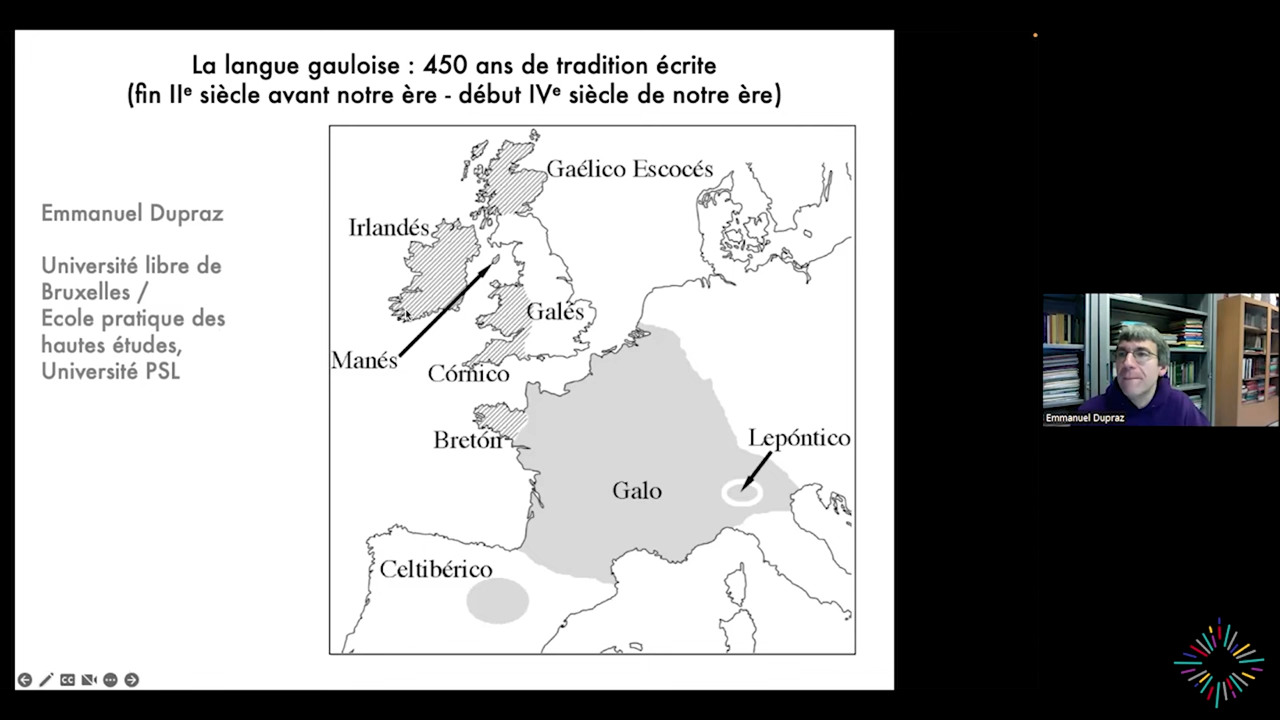 La langue gauloise : 450 ans de tradition écrite
(fin IIᵉ siècle avant notre ère - début IVᵉ siècle de notre ère)
Emmanuel Dupraz
Université libre de
Bruxelles /
Ecole pratique des
hautes études,
Université PSL
Gaélico Escocés
Irlandés
Galés
Manés
Córnico
Bretón
Lepóntico
Galo
Celtibérico
Emmanuel Dupraz
CC